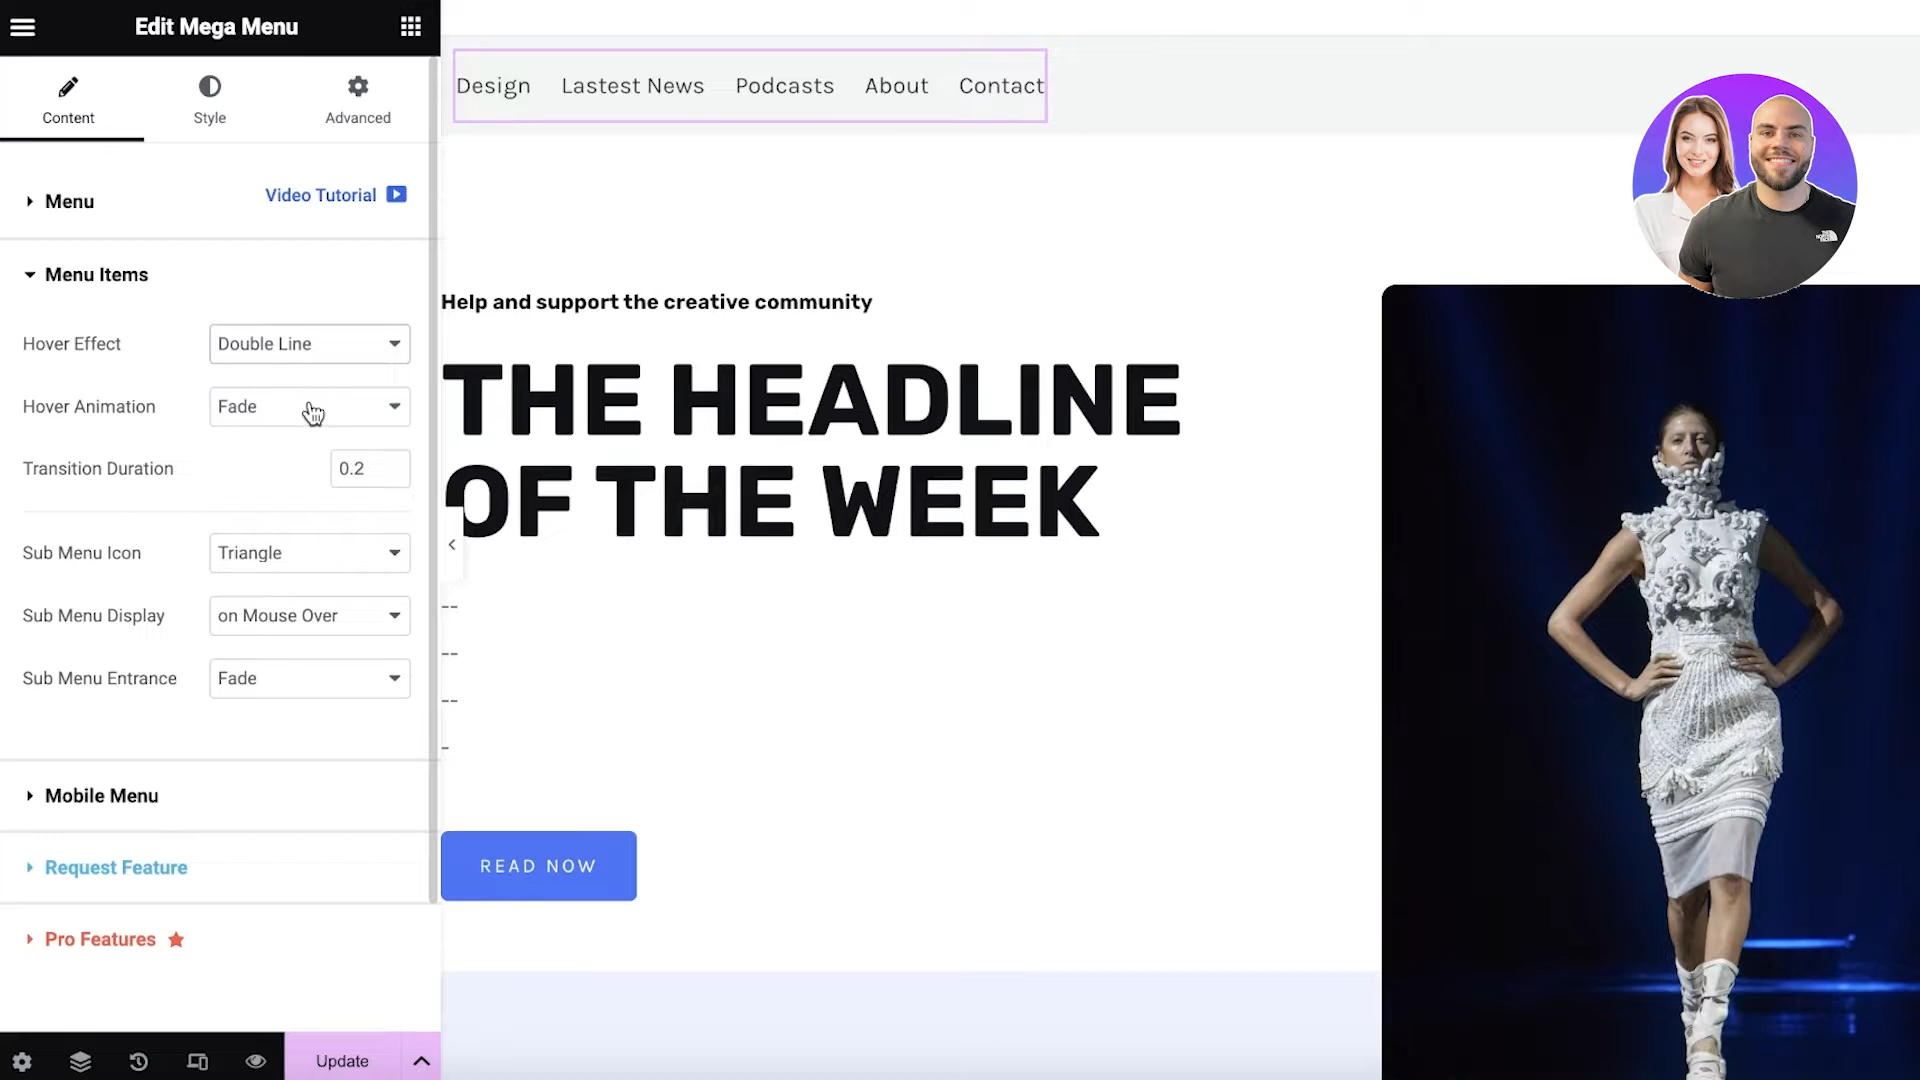 Edit Mega Menu
Content
Style
Advanced
Menu
Video Tutorial
Menu Items
Hover Effect
Double Line
Hover Animation
Fade
Transition Duration
0.2
Sub Menu Icon
Triangle
Sub Menu Display
on Mouse Over
Sub Menu Entrance
Fade
Mobile Menu
Request Feature
Pro Features
Update
Design
Lastest News
Podcasts
About
Contact
Help and support the creative community
THE HEADLINE
OF THE WEEK
--
--
--
-
READ NOW